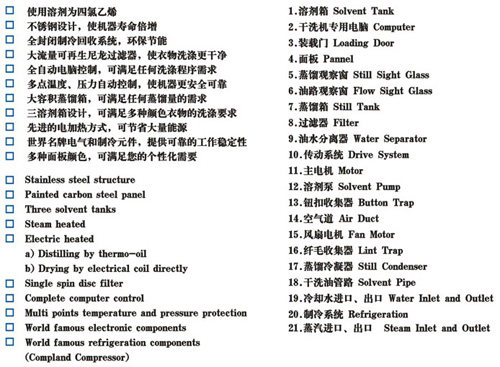 使用溶剂为四氯乙烯
不锈钢设计，使机器寿命倍增
全封闭制冷回收系统，环保节能
大流量可再生尼龙过滤器，使衣物洗涤更干净
全自动电脑控制，可满足任何洗涤程序需求
多点温度、压力自动控制，使机器更安全可靠
大容积蒸馏箱，可满足任何蒸馏量的需求
三溶剂箱设计，可满足多种颜色衣物的洗涤要求
先进的电加热方式，可节省大量能源
世界名牌电气和制冷元件，提供可靠的工作稳定性
多种面板颜色，可满足您的个性化需要
Stainless steel structure
Painted carbon steel panel
Three solvent tanks
Steam heated
Electric heated
a) Distilling by thermo-oil
b) Drying by electrical coil directly
Single spin disc filter
Complete computer control
Multi points temperature and pressure protection
World famous electronic components
World famous refrigeration components
(Compland Compressor)
1.溶剂箱 Solvent Tank
2.干洗机专用电脑 Computer
3.装载门 Loading Door
4.面板 Pannel
5.蒸馏观察窗 Still Sight Glass
6.油路观察窗 Flow Sight Glass
7.蒸馏箱 Still Tank
8.过滤器 Filter
9.油水分离器 Water Separator
10.传动系统 Drive System
11.主电机 Motor
12.溶剂泵 Solvent Pump
13.钮扣收集器 Button Trap
14.空气道 Air Duct
15.风扇电机 Fan Motor
16.纤毛收集器 Lint Trap
17.蒸馏冷凝器 Still Condenser
18.干洗油管路 Solvent Pipe
19.冷却水进口、出口 Water Inlet and Outlet
20.制冷系统 Refrigeration
21.蒸汽进口、出口 Steam Inlet and Outlet